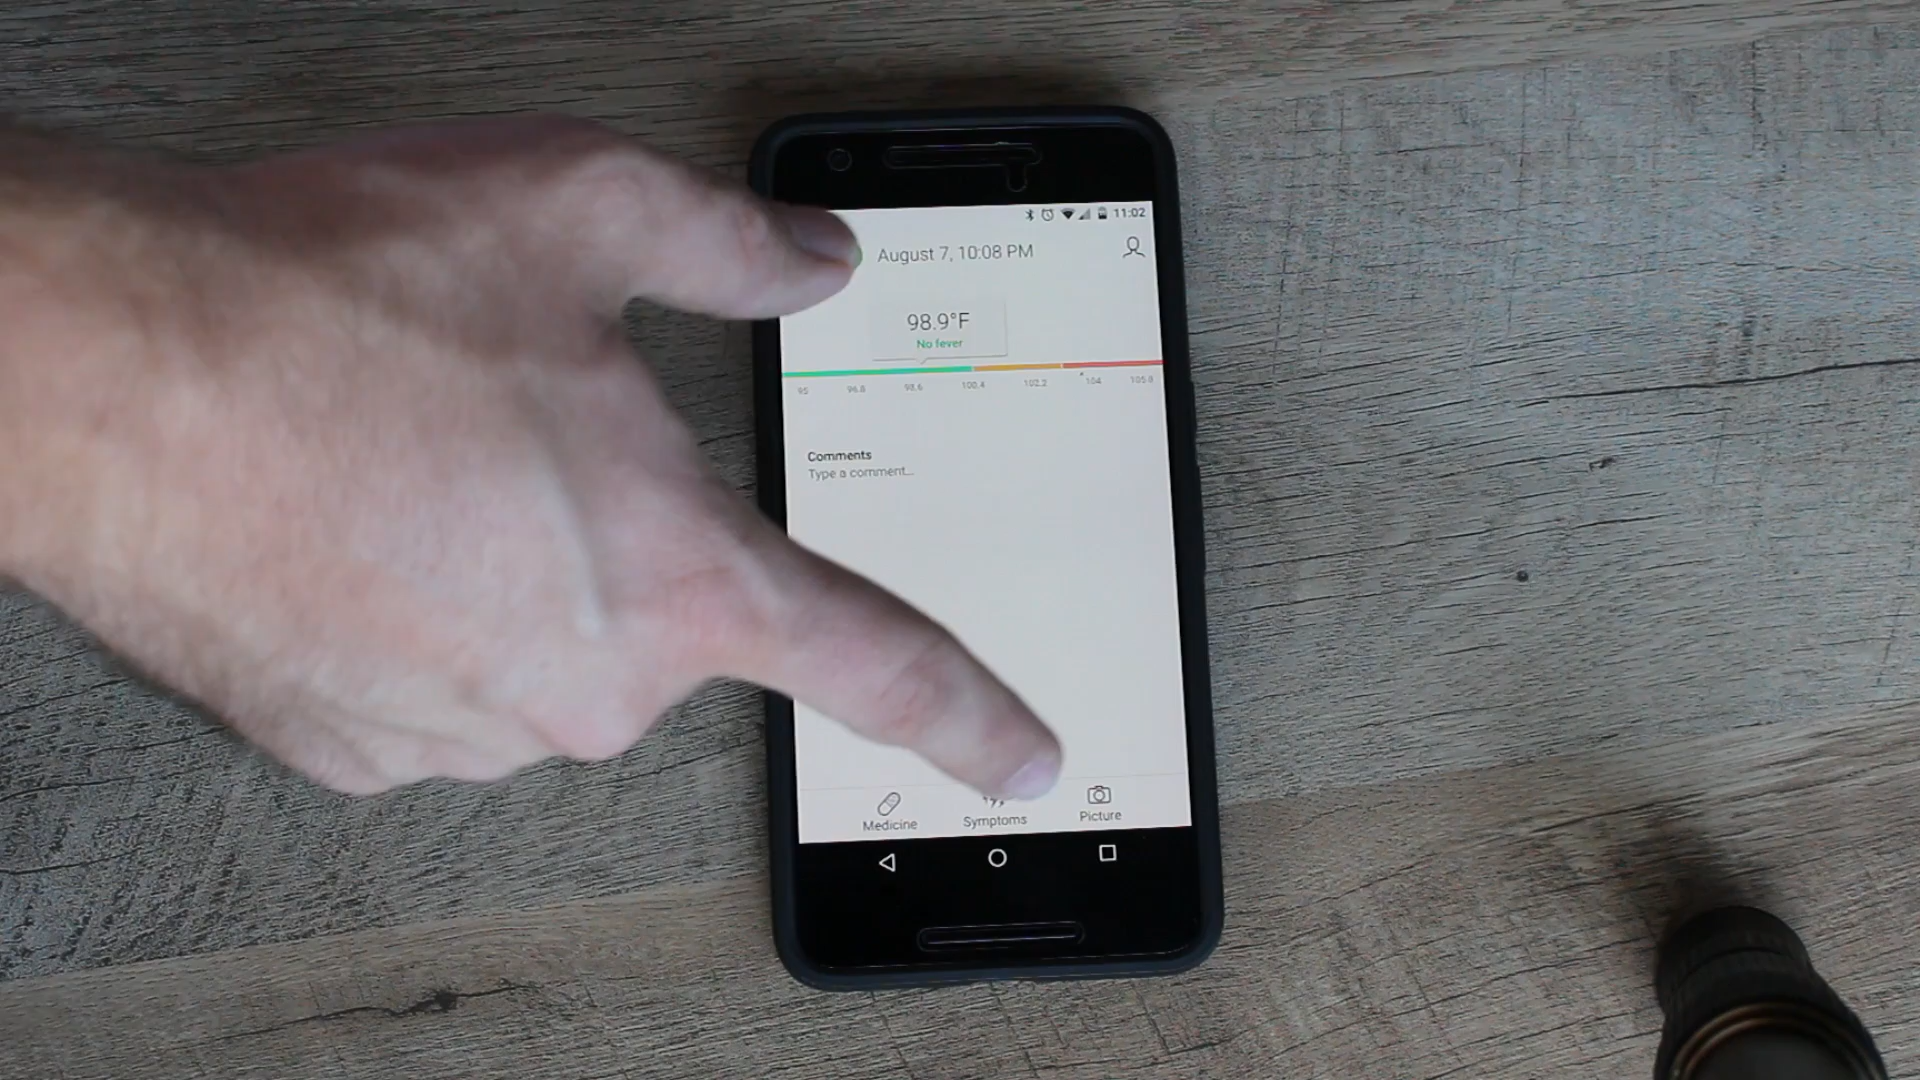 11:02
August 7, 10:08 PM
98.9°F
No fever
95 96.8 98.6 100.4 102.2 104 105.8
Comments
Type a comment...
Medicine Symptoms Picture